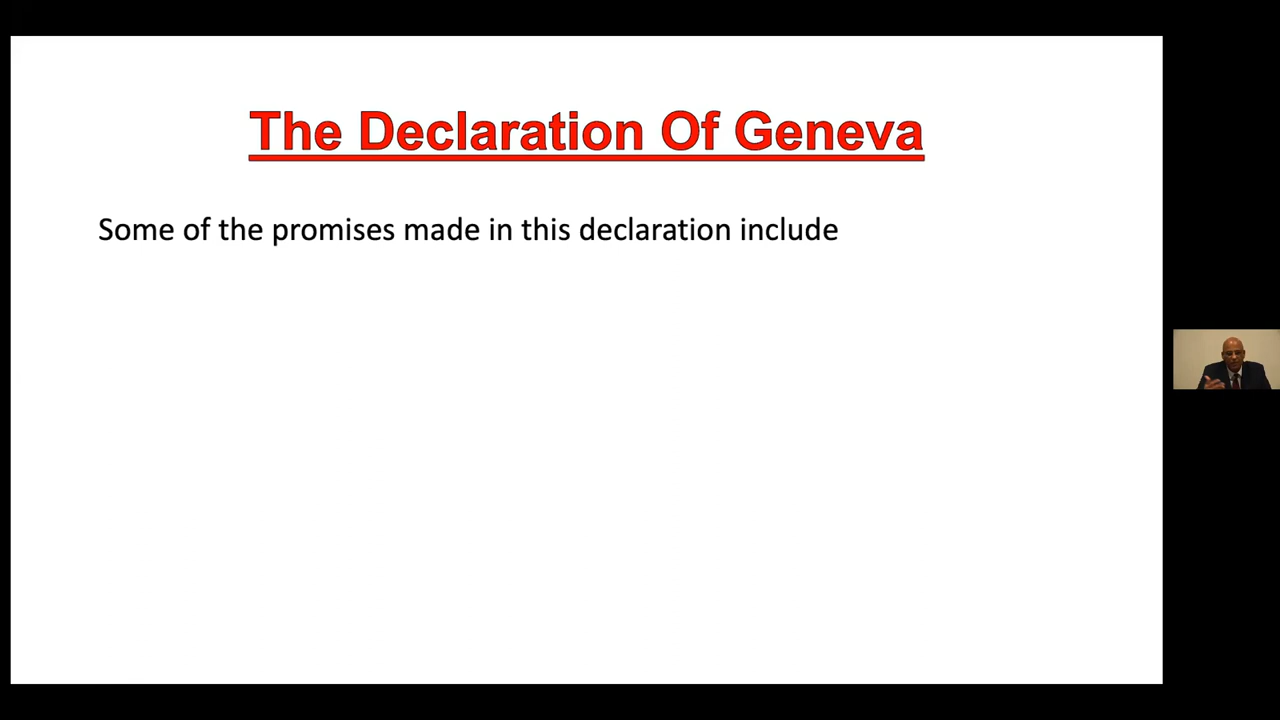 The Declaration Of Geneva
Some of the promises made in this declaration include